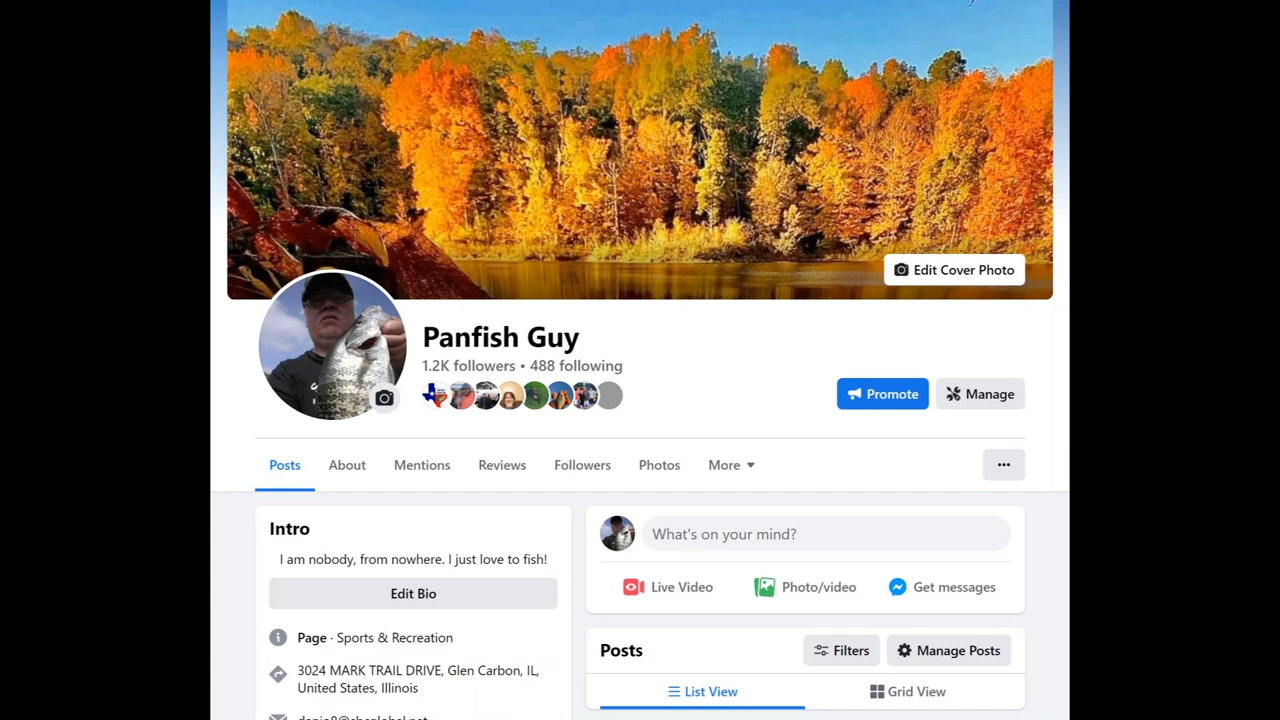 Edit Cover Photo
Panfish Guy
1.2K followers • 488 following
Promote
Manage
Posts
About
Mentions
Reviews
Followers
Photos
More
Intro
I am nobody, from nowhere. I just love to fish!
Edit Bio
Page · Sports & Recreation
3024 MARK TRAIL DRIVE, Glen Carbon, IL,
United States, Illinois
What's on your mind?
Live Video
Photo/video
Get messages
Posts
Filters
Manage Posts
List View
Grid View